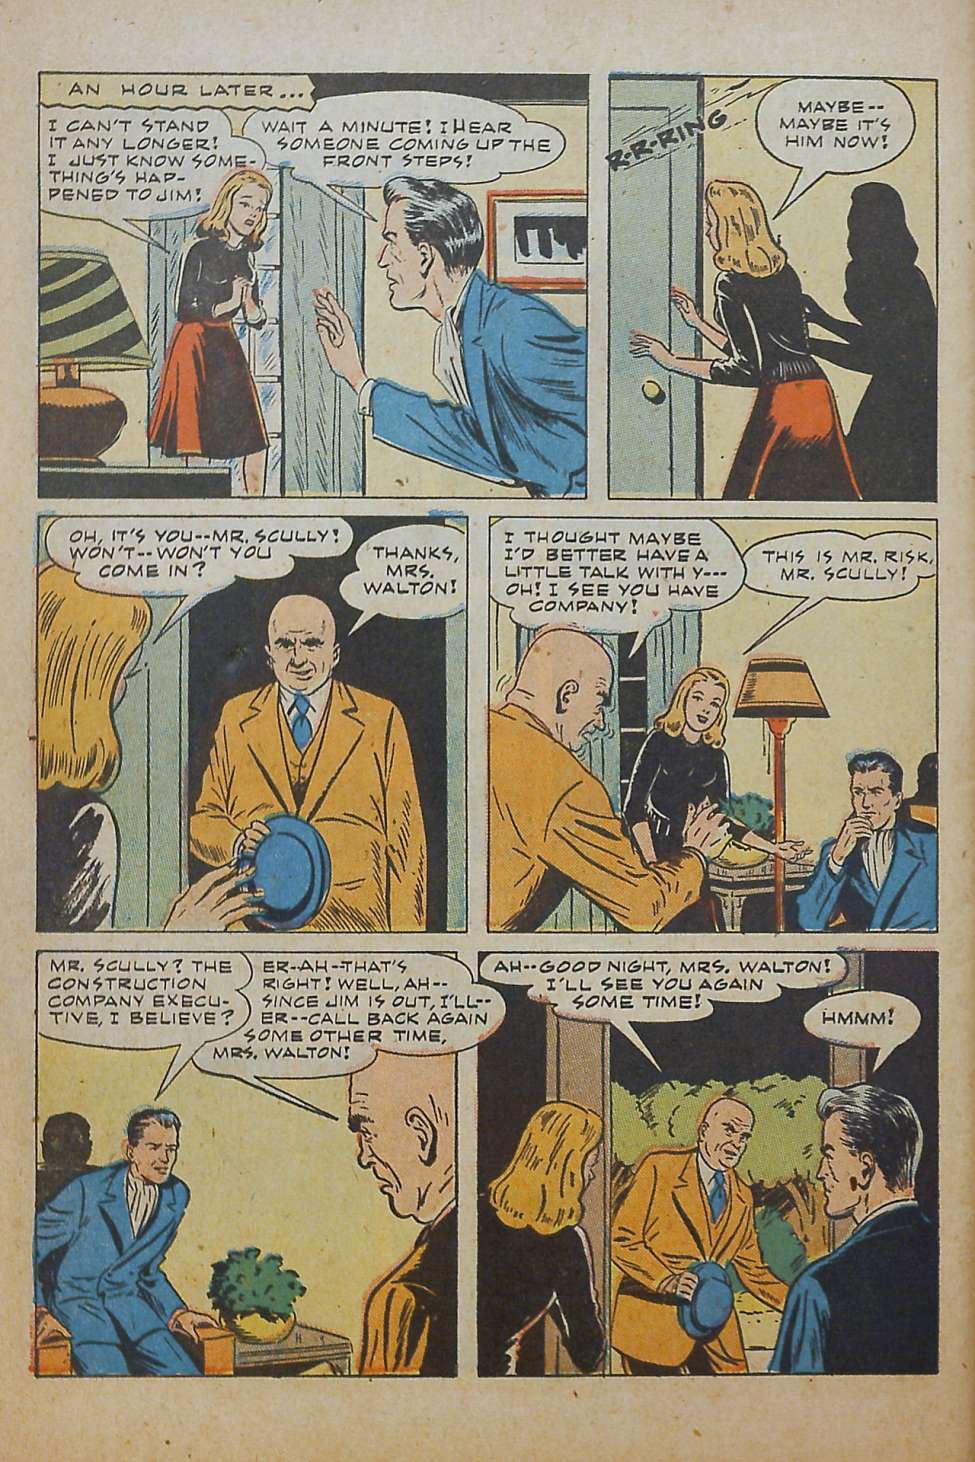 AN HOUR LATER...
I CAN'T STAND
IT ANY LONGER!
I JUST KNOW SOME-
THING'S HAP-
PENED TO JIM!
WAIT A MINUTE! I HEAR
SOMEONE COMING UP THE
FRONT STEPS!
R-R-RING
MAYBE--
MAYBE IT'S
HIM NOW!
OH, IT'S YOU--MR. SCULLY!
WON'T--WON'T YOU
COME IN?
THANKS,
MRS.
WALTON!
I THOUGHT MAYBE
I'D BETTER HAVE A
LITTLE TALK WITH Y---
OH! I SEE YOU HAVE
COMPANY!
THIS IS MR. RISK,
MR. SCULLY!
MR. SCULLY? THE
CONSTRUCTION
COMPANY EXECU-
TIVE, I BELIEVE?
ER--AH--THAT'S
RIGHT! WELL, AH--
SINCE JIM IS OUT, I'LL--
ER--CALL BACK AGAIN
SOME OTHER TIME,
MRS. WALTON!
AH--GOOD NIGHT, MRS. WALTON!
I'LL SEE YOU AGAIN
SOME TIME!
HMMM!